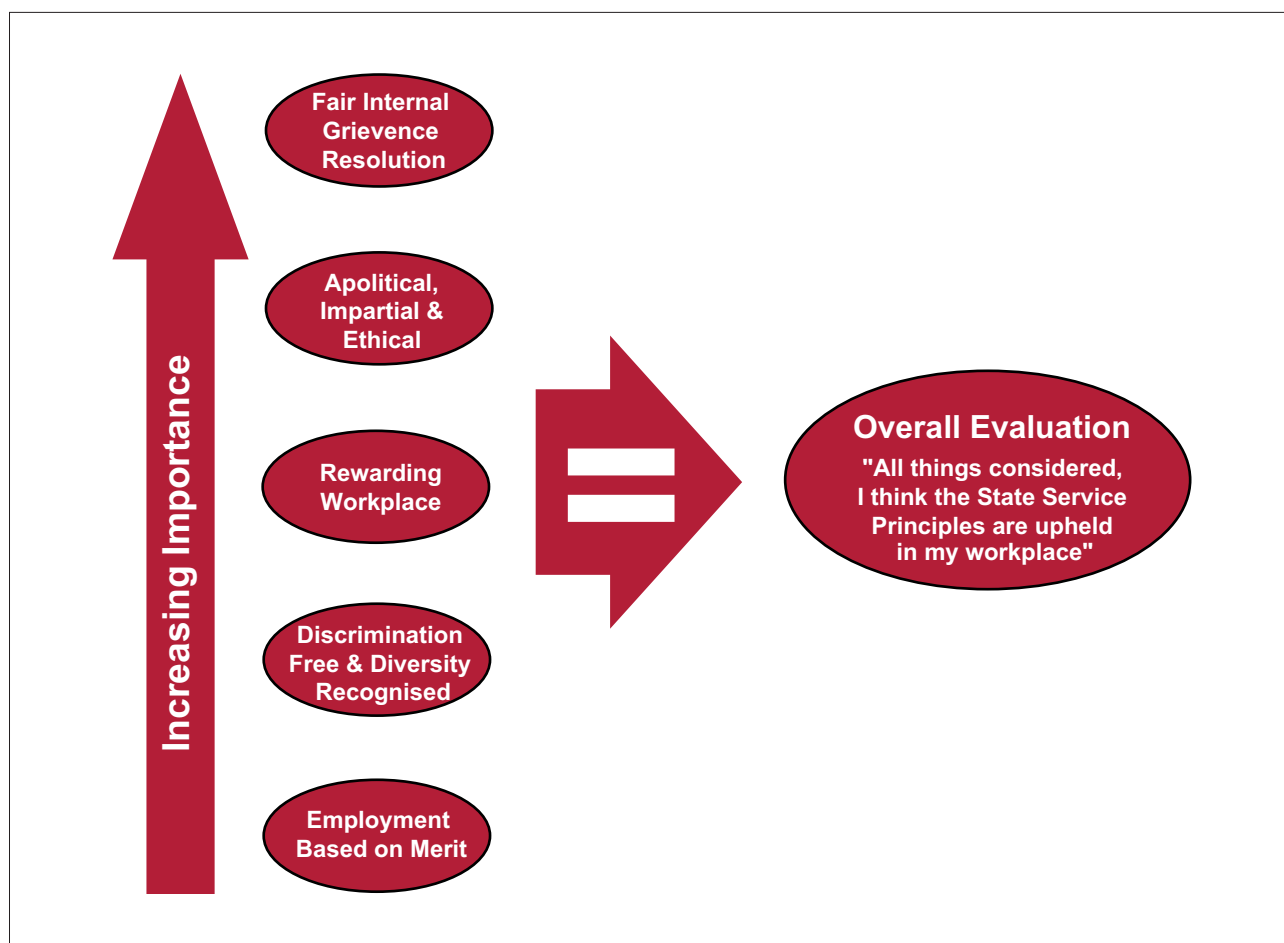 Fair Internal
Grievence
Resolution
Apolitical,
Impartial &
Ethical
Rewarding
Workplace
Discrimination
Free & Diversity
Recognised
Employment
Based on Merit
Increasing Importance
Overall Evaluation
"All things considered,
I think the State Service
Principles are upheld
in my workplace"